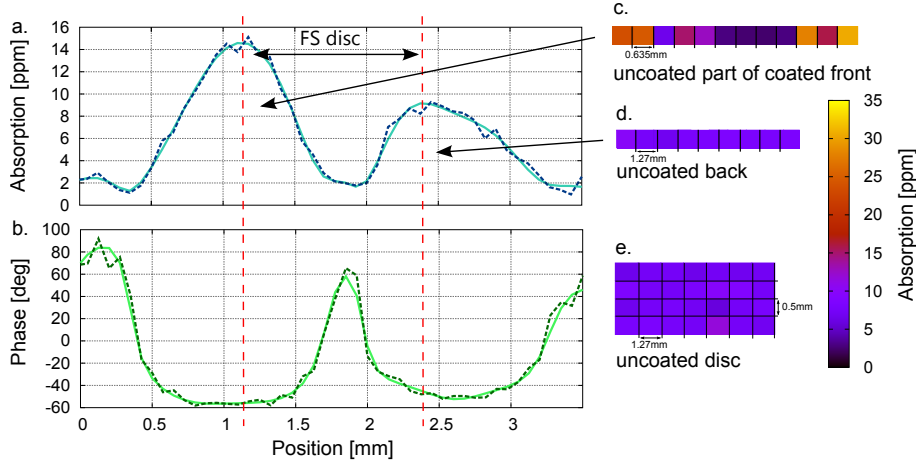 a.
Absorption [ppm]
16
14
12
10
8
6
4
2
0
FS disc
b.
Phase [deg]
100
80
60
40
20
0
-20
-40
-60
0
0.5
1
1.5
2
2.5
3
Position [mm]
c.
0.635mm
uncoated part of coated front
d.
1.27mm
uncoated back
e.
0.5mm
1.27mm
uncoated disc
35
30
25
20
15
10
5
0
Absorption [ppm]